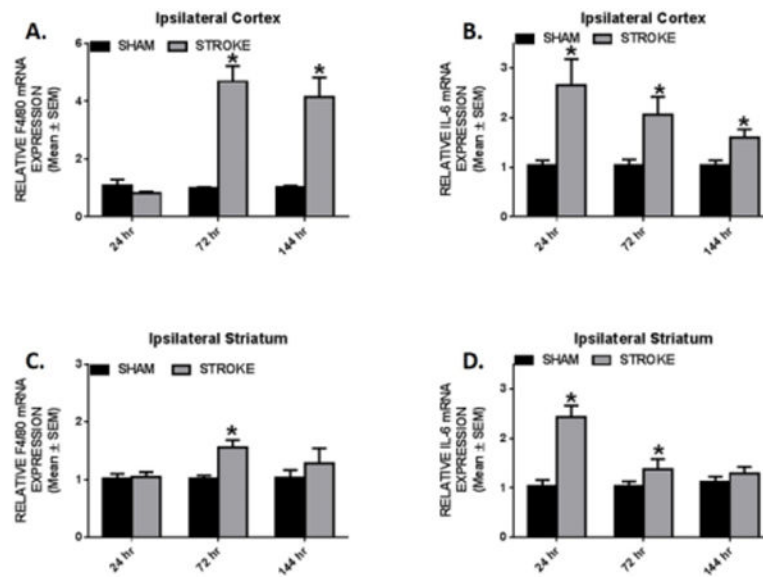 A.
Ipsilateral Cortex
SHAM STROKE
RELATIVE F4/80 mRNA
EXPRESSION
(Mean ± SEM)
6
4
2
0
*
*
24 hr
72 hr
144 hr
B.
Ipsilateral Cortex
SHAM STROKE
RELATIVE IL-6 mRNA
EXPRESSION
(Mean ± SEM)
3
2
1
0
*
*
*
24 hr
72 hr
144 hr
C.
Ipsilateral Striatum
SHAM STROKE
RELATIVE F4/80 mRNA
EXPRESSION
(Mean ± SEM)
3
2
1
0
*
24 hr
72 hr
144 hr
D.
Ipsilateral Striatum
SHAM STROKE
RELATIVE IL-6 mRNA
EXPRESSION
(Mean ± SEM)
3
2
1
0
*
*
24 hr
72 hr
144 hr